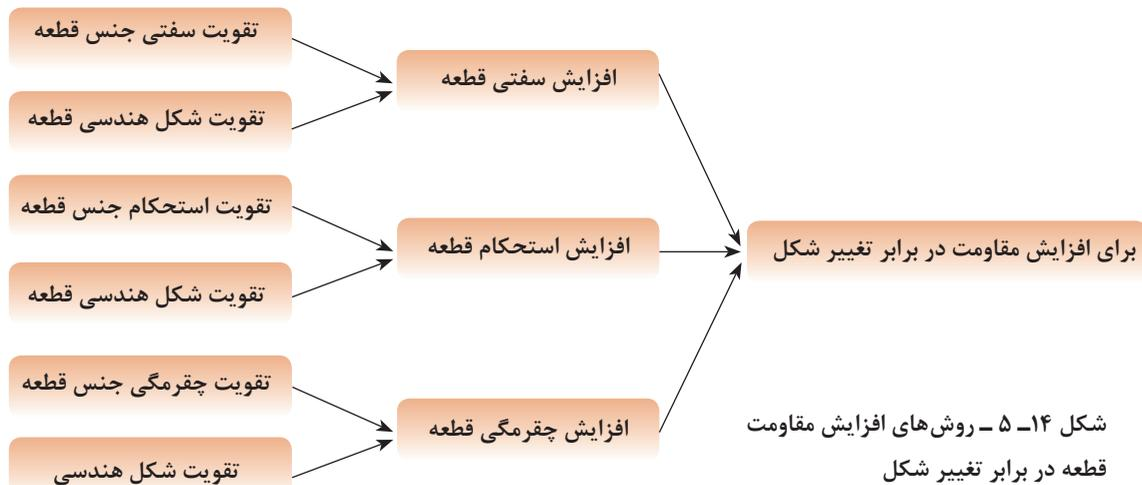 تقویت سفتی جنس قطعه
تقویت شکل هندسی قطعه
افزایش سفتی قطعه
تقویت استحکام جنس قطعه
تقویت شکل هندسی قطعه
افزایش استحکام قطعه
برای افزایش مقاومت در برابر تغییر شکل
تقویت چقرمگی جنس قطعه
تقویت شکل هندسی
افزایش چقرمگی قطعه
شکل ۱۴ــ ۵ ــ روش‌های افزایش مقاومت
قطعه در برابر تغییر شکل